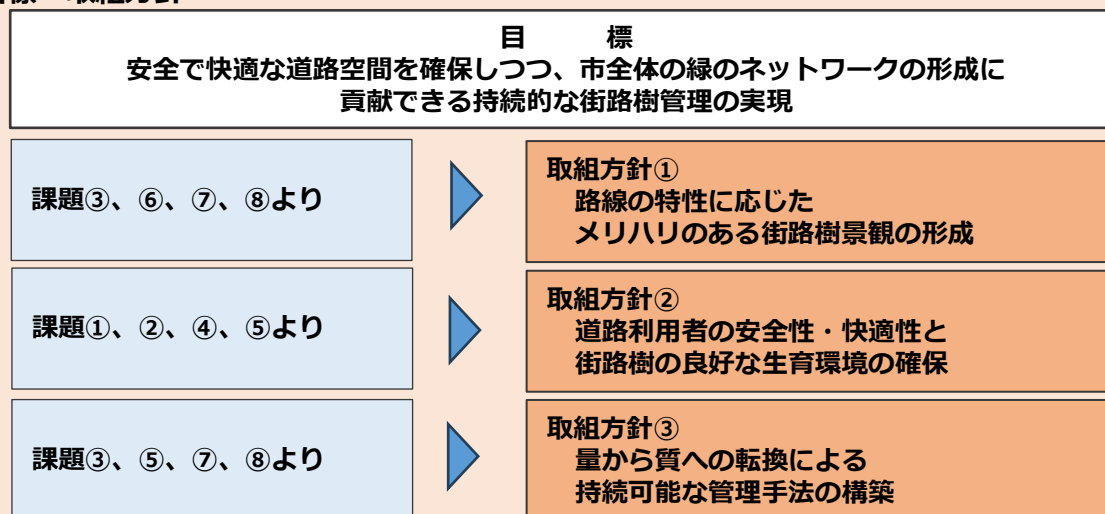 目　標
安全で快適な道路空間を確保しつつ、市全体の緑のネットワークの形成に
貢献できる持続的な街路樹管理の実現
課題③、⑥、⑦、⑧より
取組方針①
路線の特性に応じた
メリハリのある街路樹景観の形成
課題①、②、④、⑤より
取組方針②
道路利用者の安全性・快適性と
街路樹の良好な生育環境の確保
課題③、⑤、⑦、⑧より
取組方針③
量から質への転換による
持続可能な管理手法の構築